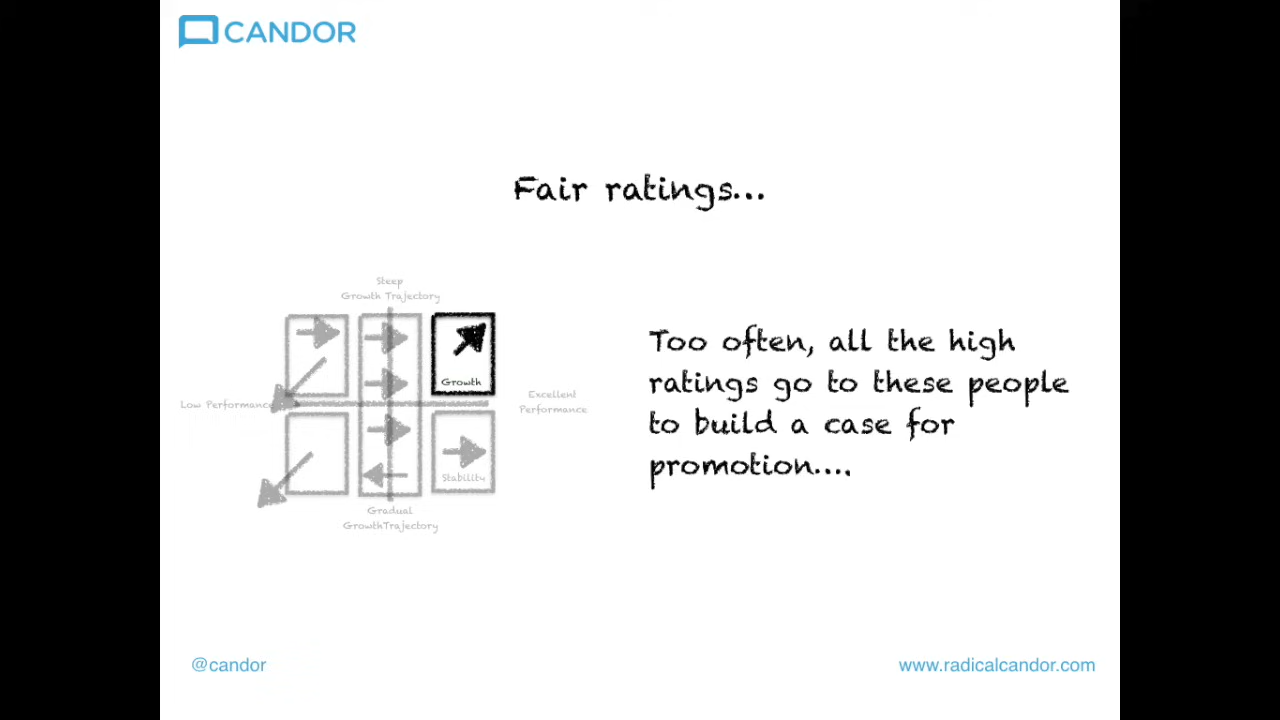 CANDOR
Fair ratings...
Steep
Growth Trajectory
Growth
Low Performance
Excellent
Performance
Stability
Gradual
GrowthTrajectory
Too often, all the high
ratings go to these people
to build a case for
promotion....
@candor
www.radicalcandor.com